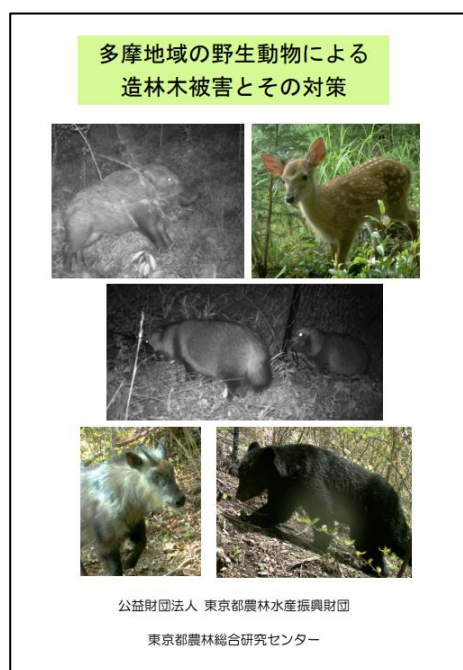 多摩地域の野生動物による
造林木被害とその対策
公益財団法人 東京都農林水産振興財団
東京都農林総合研究センター